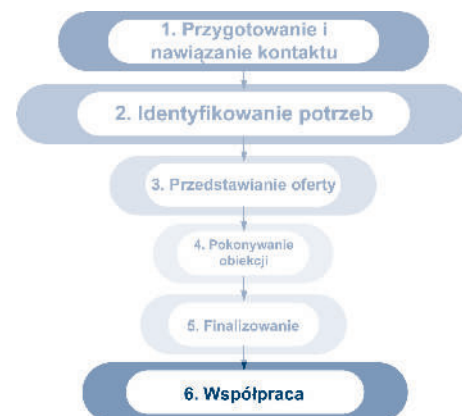 1. Przygotowanie i
nawiązanie kontaktu
2. Identyfikowanie potrzeb
3. Przedstawianie oferty
4. Pokonywanie
obiekcji
5. Finalizowanie
6. Współpraca